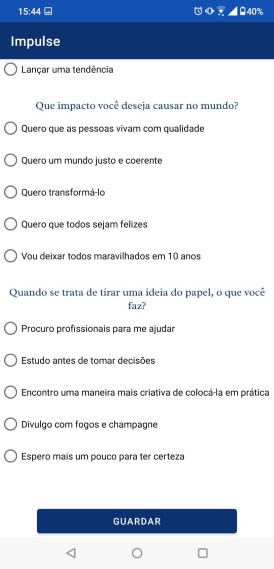 15:44
40%
Impulse
Lançar uma tendência
Que impacto você deseja causar no mundo?
Quero que as pessoas vivam com qualidade
Quero um mundo justo e coerente
Quero transformá-lo
Quero que todos sejam felizes
Vou deixar todos maravilhados em 10 anos
Quando se trata de tirar uma ideia do papel, o que você
faz?
Procuro profissionais para me ajudar
Estudo antes de tomar decisões
Encontro uma maneira mais criativa de colocá-la em prática
Divulgo com fogos e champagne
Espero mais um pouco para ter certeza
GUARDAR